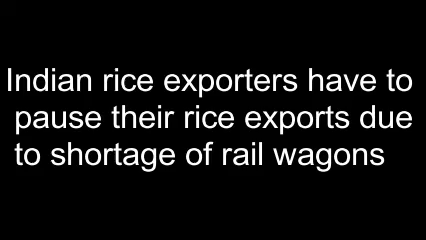 Indian rice exporters have to
pause their rice exports due
to shortage of rail wagons